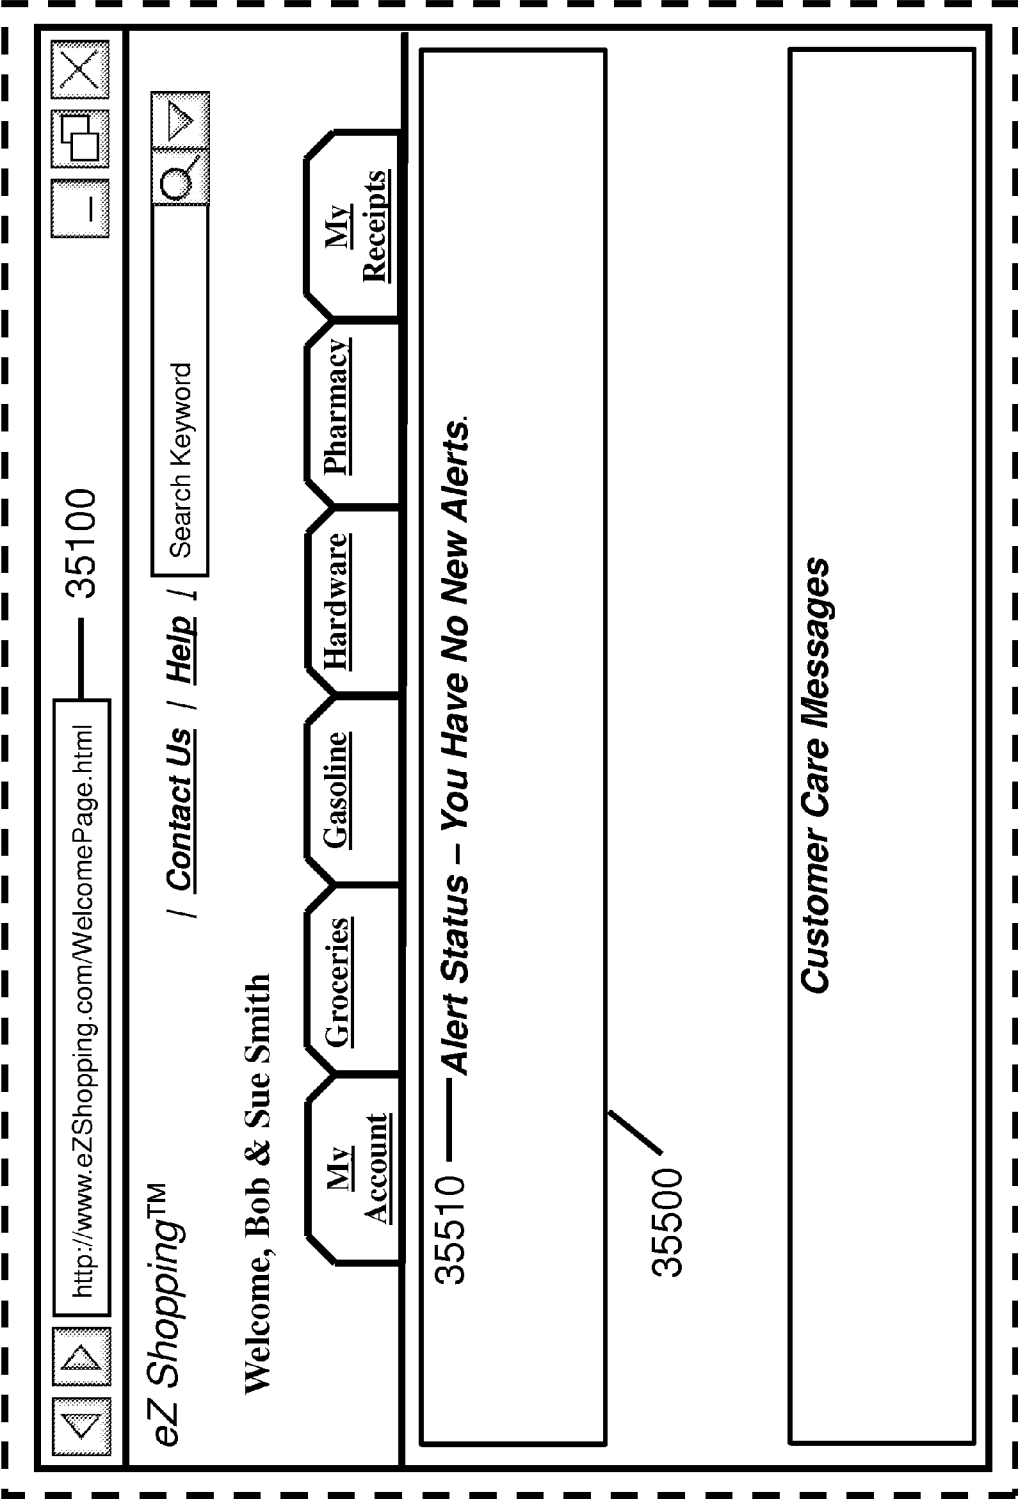 http://www.eZShopping.com/WelcomePage.html
35100
eZ Shopping™
| Contact Us | Help |
Search Keyword
Welcome, Bob & Sue Smith
My Account
Groceries
Gasoline
Hardware
Pharmacy
My Receipts
35510
Alert Status – You Have No New Alerts.
35500
Customer Care Messages